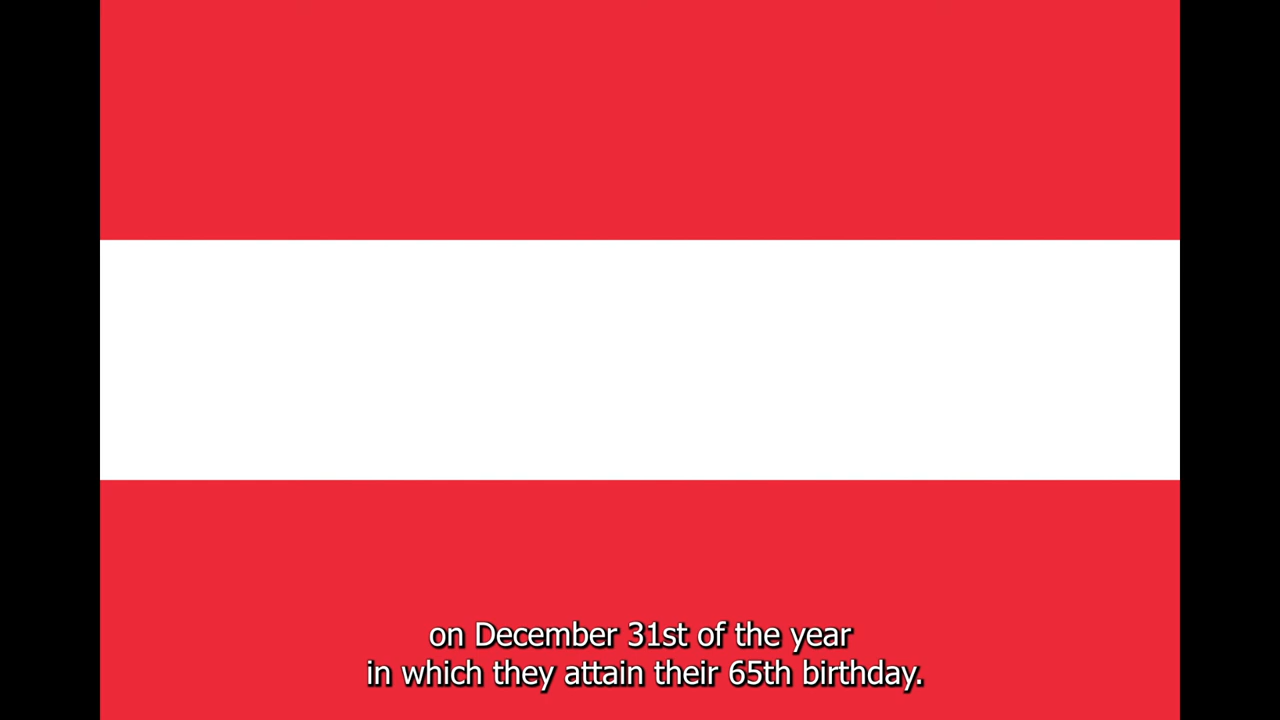 on December 31st of the year
in which they attain their 65th birthday.